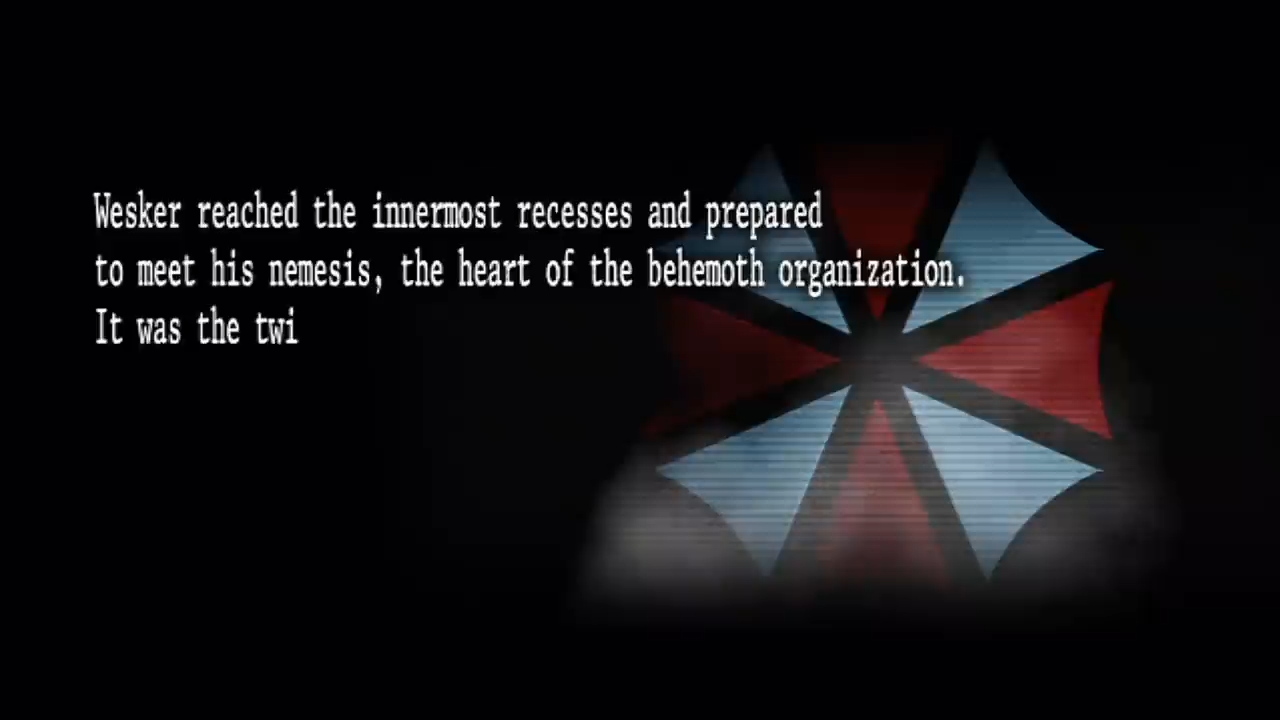 Wesker reached the innermost recesses and prepared
to meet his nemesis, the heart of the behemoth organization.
It was the twi